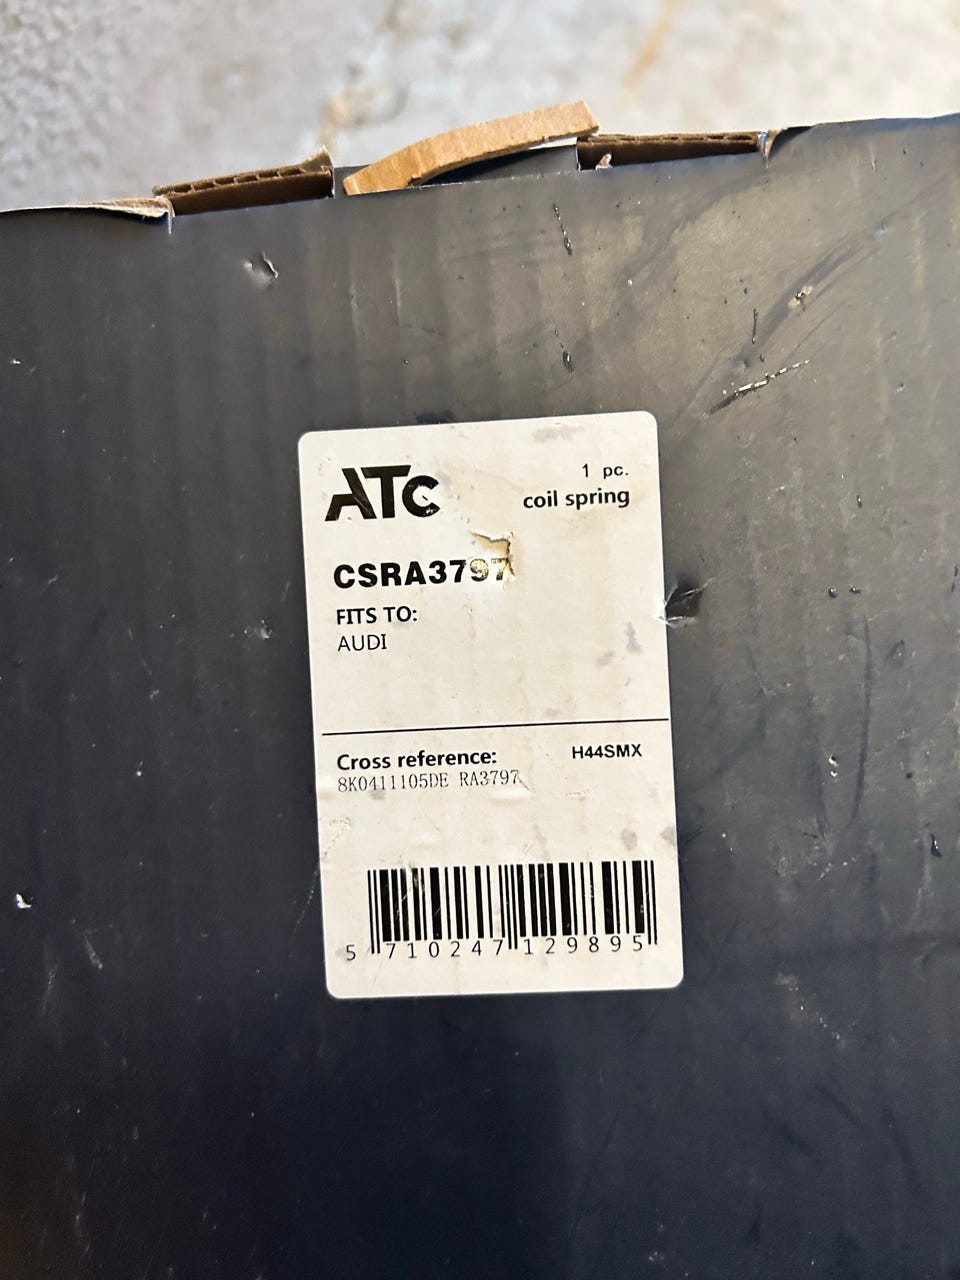 ATC
1 pc.
coil spring
CSRA3797
FITS TO:
AUDI
Cross reference:
H44SMX
8K0411105DE RA3797
5 710247 129895